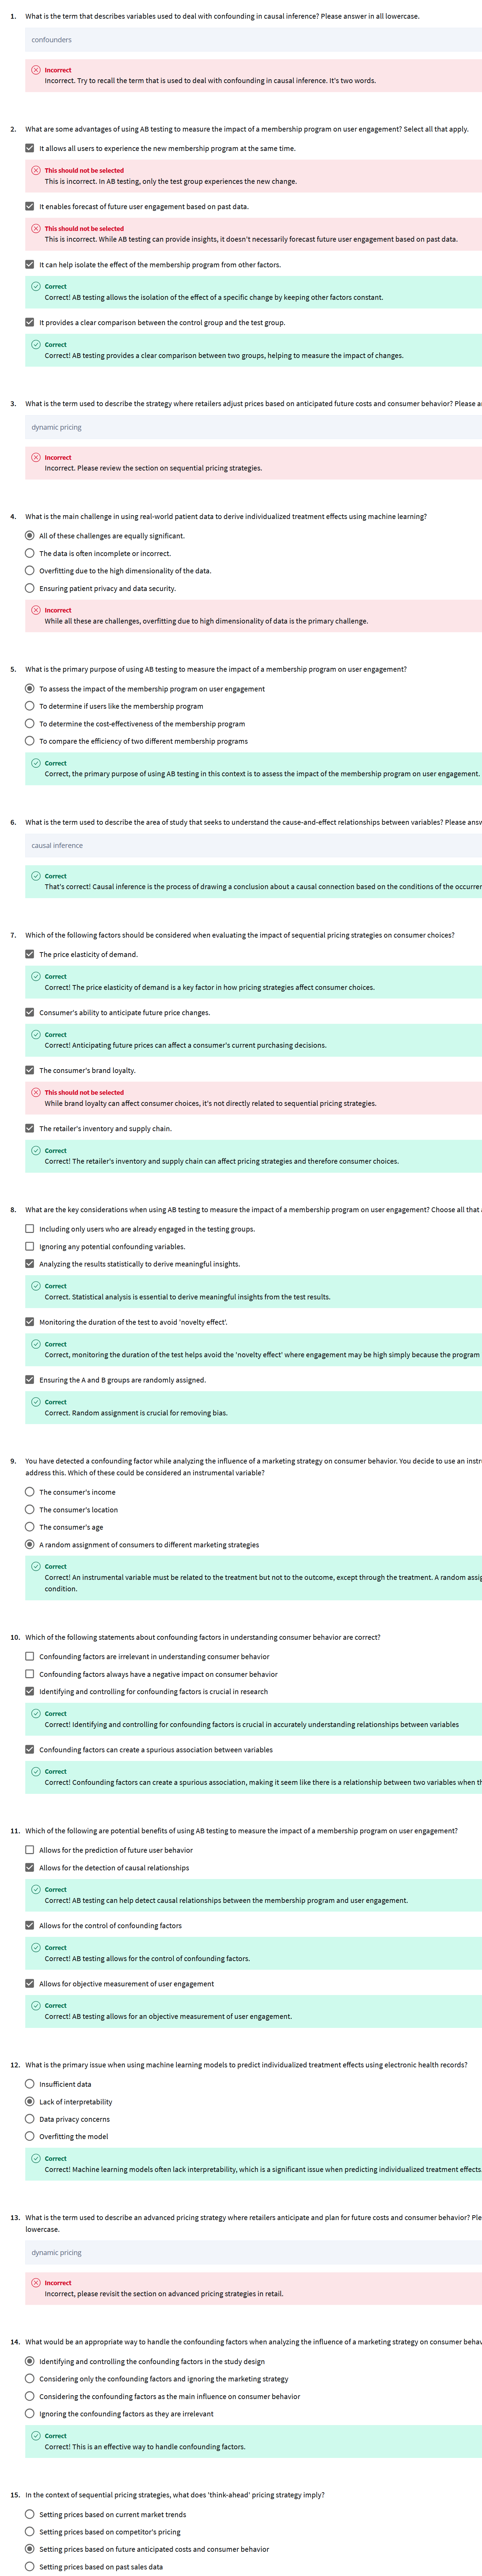 1. What is the term that describes variables used to deal with confounding in causal inference? Please answer in all lowercase.
confounders
Incorrect
Incorrect. Try to recall the term that is used to deal with confounding in causal inference. It's two words.
2. What are some advantages of using AB testing to measure the impact of a membership program on user engagement? Select all that apply.
It allows all users to experience the new membership program at the same time.
This should not be selected
This is incorrect. In AB testing, only the test group experiences the new change.
It enables forecast of future user engagement based on past data.
This should not be selected
This is incorrect. While AB testing can provide insights, it doesn't necessarily forecast future user engagement based on past data.
It can help isolate the effect of the membership program from other factors.
Correct
Correct! AB testing allows the isolation of the effect of a specific change by keeping other factors constant.
It provides a clear comparison between the control group and the test group.
Correct
Correct! AB testing provides a clear comparison between two groups, helping to measure the impact of changes.
3. What is the term used to describe the strategy where retailers adjust prices based on anticipated future costs and consumer behavior? Please a
dynamic pricing
Incorrect
Incorrect. Please review the section on sequential pricing strategies.
4. What is the main challenge in using real-world patient data to derive individualized treatment effects using machine learning?
All of these challenges are equally significant.
The data is often incomplete or incorrect.
Overfitting due to the high dimensionality of the data.
Ensuring patient privacy and data security.
Incorrect
While all these are challenges, overfitting due to high dimensionality of data is the primary challenge.
5. What is the primary purpose of using AB testing to measure the impact of a membership program on user engagement?
To assess the impact of the membership program on user engagement
To determine if users like the membership program
To determine the cost-effectiveness of the membership program
To compare the efficiency of two different membership programs
Correct
Correct, the primary purpose of using AB testing in this context is to assess the impact of the membership program on user engagement.
6. What is the term used to describe the area of study that seeks to understand the cause-and-effect relationships between variables? Please answ
causal inference
Correct
That's correct! Causal inference is the process of drawing a conclusion about a causal connection based on the conditions of the occurrer
7. Which of the following factors should be considered when evaluating the impact of sequential pricing strategies on consumer choices?
The price elasticity of demand.
Correct
Correct! The price elasticity of demand is a key factor in how pricing strategies affect consumer choices.
Consumer's ability to anticipate future price changes.
Correct
Correct! Anticipating future prices can affect a consumer's current purchasing decisions.
The consumer's brand loyalty.
This should not be selected
While brand loyalty can affect consumer choices, it's not directly related to sequential pricing strategies.
The retailer's inventory and supply chain.
Correct
Correct! The retailer's inventory and supply chain can affect pricing strategies and therefore consumer choices.
8. What are the key considerations when using AB testing to measure the impact of a membership program on user engagement? Choose all that
Including only users who are already engaged in the testing groups.
Ignoring any potential confounding variables.
Analyzing the results statistically to derive meaningful insights.
Correct
Correct. Statistical analysis is essential to derive meaningful insights from the test results.
Monitoring the duration of the test to avoid 'novelty effect'.
Correct
Correct, monitoring the duration of the test helps avoid the 'novelty effect' where engagement may be high simply because the program
Ensuring the A and B groups are randomly assigned.
Correct
Correct. Random assignment is crucial for removing bias.
9. You have detected a confounding factor while analyzing the influence of a marketing strategy on consumer behavior. You decide to use an instr
address this. Which of these could be considered an instrumental variable?
The consumer's income
The consumer's location
The consumer's age
A random assignment of consumers to different marketing strategies
Correct
Correct! An instrumental variable must be related to the treatment but not to the outcome, except through the treatment. A random assig
condition.
10. Which of the following statements about confounding factors in understanding consumer behavior are correct?
Confounding factors are irrelevant in understanding consumer behavior
Confounding factors always have a negative impact on consumer behavior
Identifying and controlling for confounding factors is crucial in research
Correct
Correct! Identifying and controlling for confounding factors is crucial in accurately understanding relationships between variables
Confounding factors can create a spurious association between variables
Correct
Correct! Confounding factors can create a spurious association, making it seem like there is a relationship between two variables when th
11. Which of the following are potential benefits of using AB testing to measure the impact of a membership program on user engagement?
Allows for the prediction of future user behavior
Allows for the detection of causal relationships
Correct
Correct! AB testing can help detect causal relationships between the membership program and user engagement.
Allows for the control of confounding factors
Correct
Correct! AB testing allows for the control of confounding factors.
Allows for objective measurement of user engagement
Correct
Correct! AB testing allows for an objective measurement of user engagement.
12. What is the primary issue when using machine learning models to predict individualized treatment effects using electronic health records?
Insufficient data
Lack of interpretability
Data privacy concerns
Overfitting the model
Correct
Correct! Machine learning models often lack interpretability, which is a significant issue when predicting individualized treatment effects
13. What is the term used to describe an advanced pricing strategy where retailers anticipate and plan for future costs and consumer behavior? Ple
lowercase.
dynamic pricing
Incorrect
Incorrect, please revisit the section on advanced pricing strategies in retail.
14. What would be an appropriate way to handle the confounding factors when analyzing the influence of a marketing strategy on consumer behav
Identifying and controlling the confounding factors in the study design
Considering only the confounding factors and ignoring the marketing strategy
Considering the confounding factors as the main influence on consumer behavior
Ignoring the confounding factors as they are irrelevant
Correct
Correct! This is an effective way to handle confounding factors.
15. In the context of sequential pricing strategies, what does 'think-ahead' pricing strategy imply?
Setting prices based on current market trends
Setting prices based on competitor's pricing
Setting prices based on future anticipated costs and consumer behavior
Setting prices based on past sales data